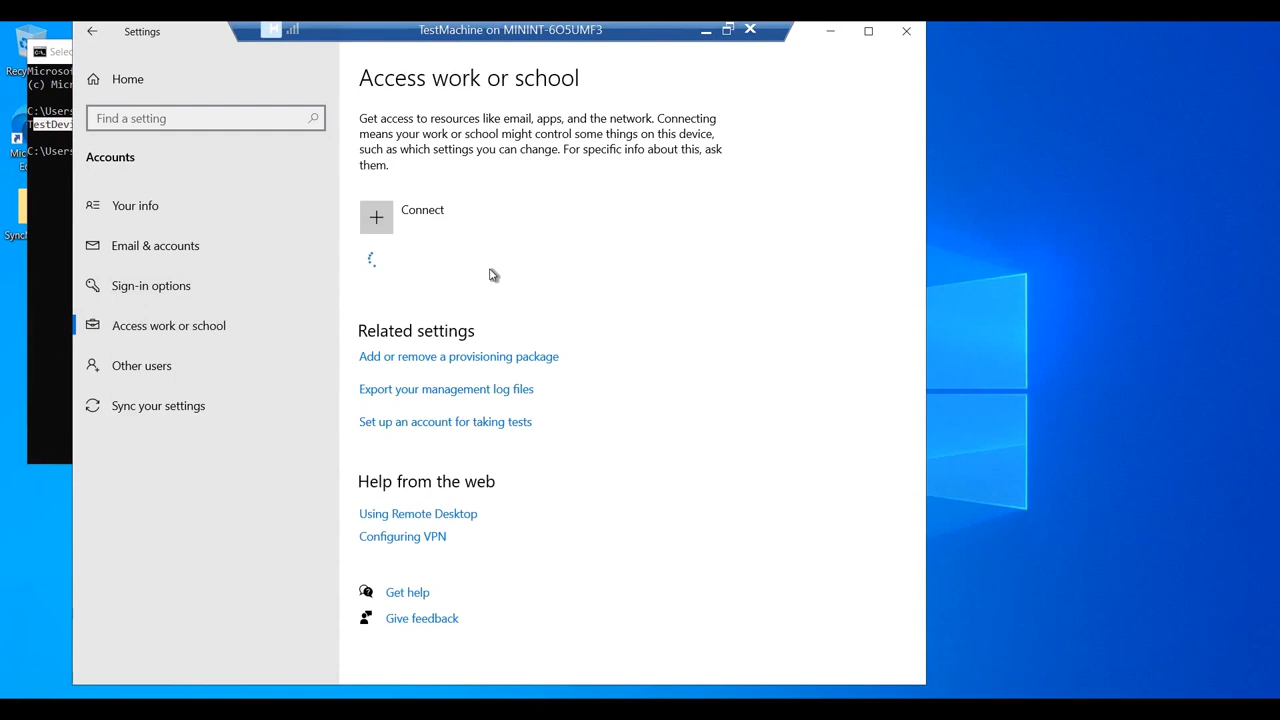 Settings
TestMachine on MININT-6O5UMF3
Home
Find a setting
Accounts
Your info
Email & accounts
Sign-in options
Access work or school
Other users
Sync your settings
Access work or school
Get access to resources like email, apps, and the network. Connecting
means your work or school might control some things on this device,
such as which settings you can change. For specific info about this, ask
them.
Connect
Related settings
Add or remove a provisioning package
Export your management log files
Set up an account for taking tests
Help from the web
Using Remote Desktop
Configuring VPN
Get help
Give feedback
(c)
C:\Users
C:\Users